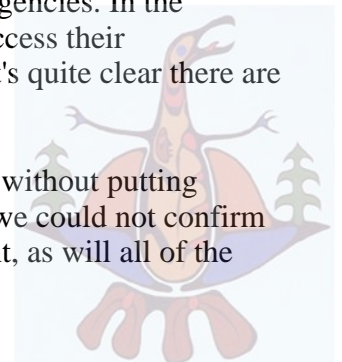 gencies. In the
ccess their
's quite clear there are
without putting
we could not confirm
t, as will all of the